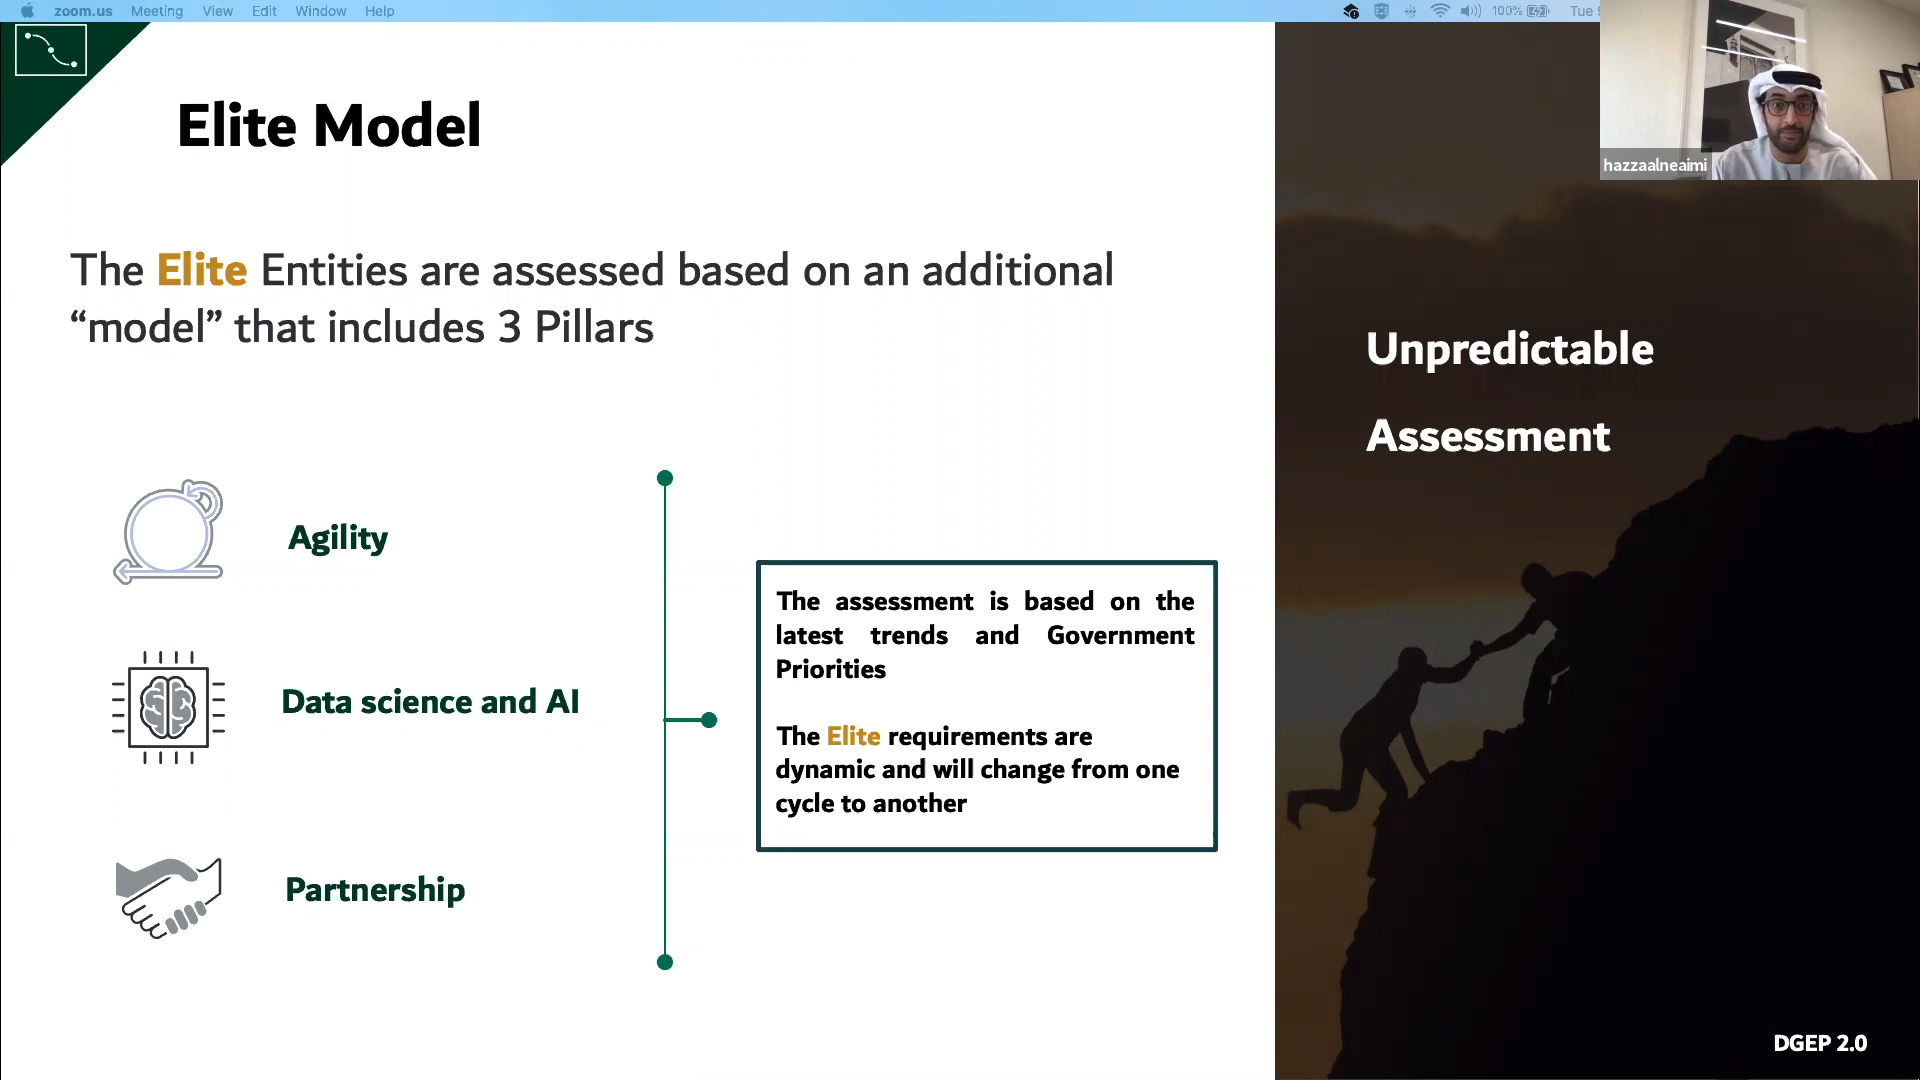 zoom.us Meeting View Edit Window Help
100% Tue
hazzaalneaimi
Elite Model
The Elite Entities are assessed based on an additional
“model” that includes 3 Pillars
Agility
Data science and AI
Partnership
The assessment is based on the
latest trends and Government
Priorities
The Elite requirements are
dynamic and will change from one
cycle to another
Unpredictable
Assessment
DGEP 2.0